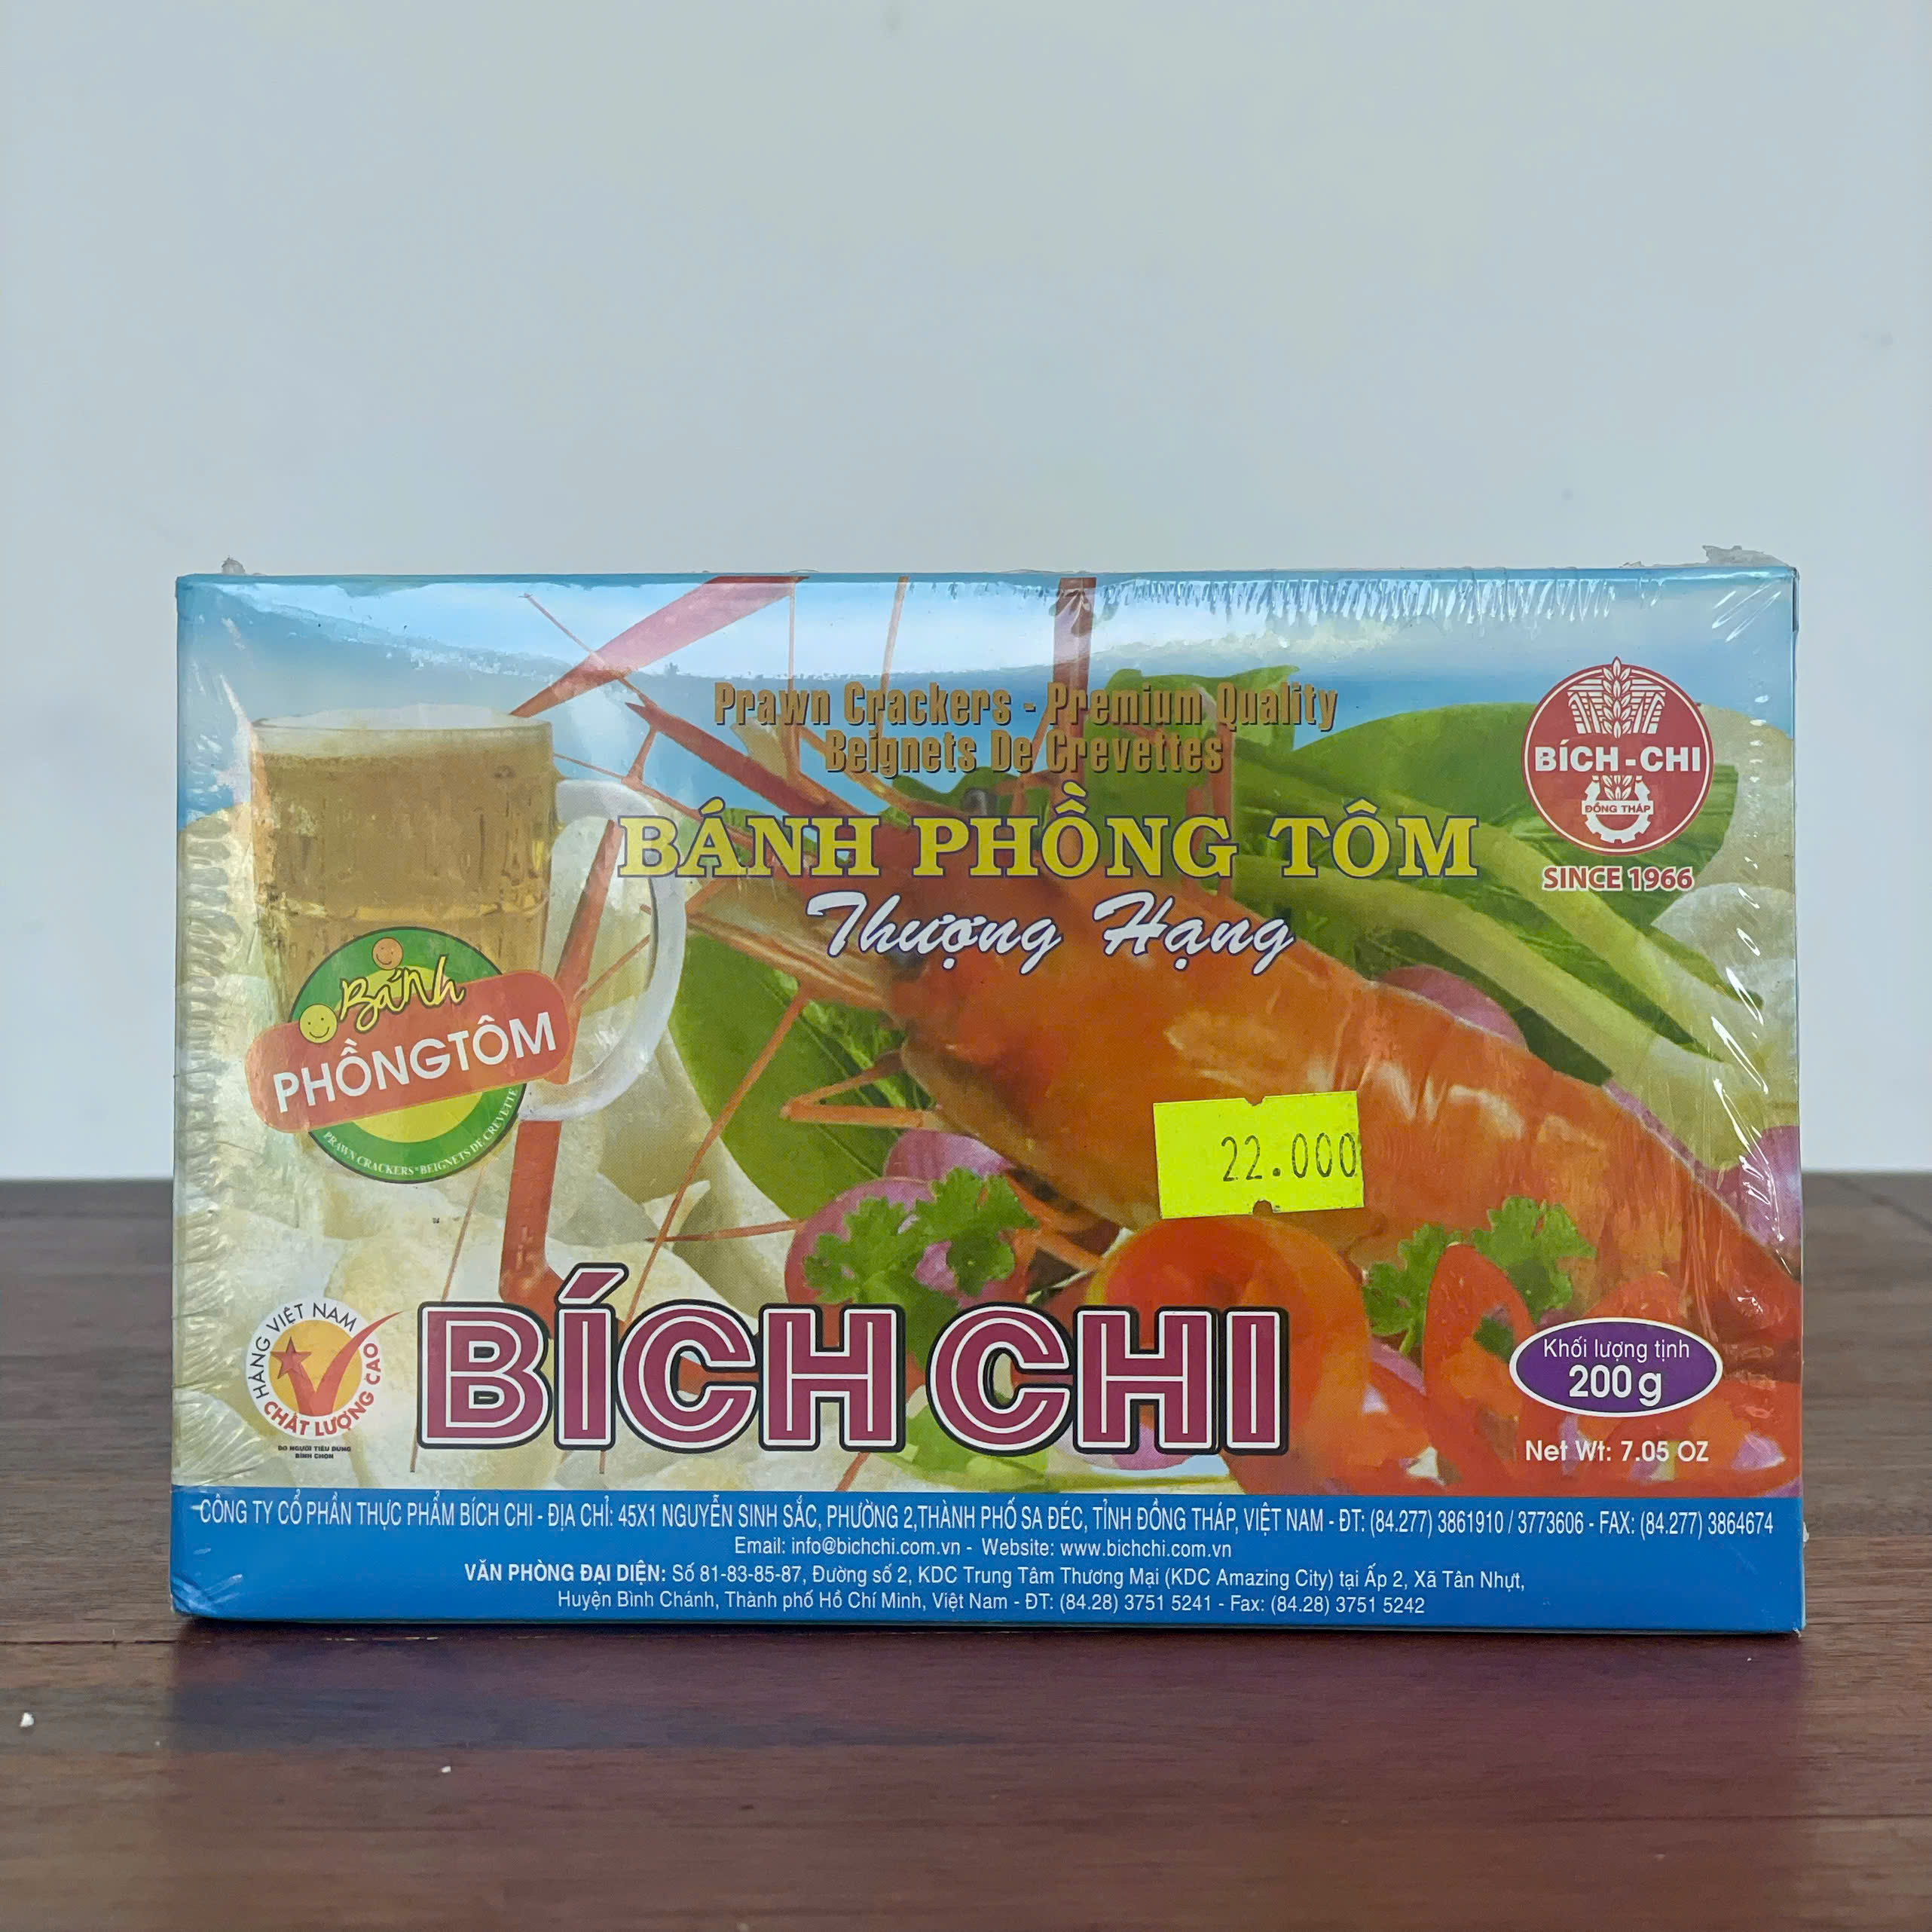 Prawn Crackers - Premium Quality
Beignets De Crevettes
BÁNH PHỒNG TÔM
Thượng Hạng
BÍCH-CHI
ĐỒNG THÁP
SINCE 1966
Bánh
PHỒNGTÔM
PRAWN CRACKERS*BEIGNETS DE CREVETTE
22.000
HÀNG VIỆT NAM
CHẤT LƯỢNG CAO
DO NGƯỜI TIÊU DÙNG
BÌNH CHỌN
BÍCH CHI
Khối lượng tịnh
200 g
Net Wt: 7.05 OZ
CÔNG TY CỔ PHẦN THỰC PHẨM BÍCH CHI - ĐỊA CHỈ: 45X1 NGUYỄN SINH SẮC, PHƯỜNG 2,THÀNH PHỐ SA ĐÉC, TỈNH ĐỒNG THÁP, VIỆT NAM - ĐT: (84.277) 3861910 / 3773606 - FAX: (84.277) 3864674
Email: info@bichchi.com.vn - Website: www.bichchi.com.vn
VĂN PHÒNG ĐẠI DIỆN: Số 81-83-85-87, Đường số 2, KDC Trung Tâm Thương Mại (KDC Amazing City) tại Ấp 2, Xã Tân Nhựt,
Huyện Bình Chánh, Thành phố Hồ Chí Minh, Việt Nam - ĐT: (84.28) 3751 5241 - Fax: (84.28) 3751 5242